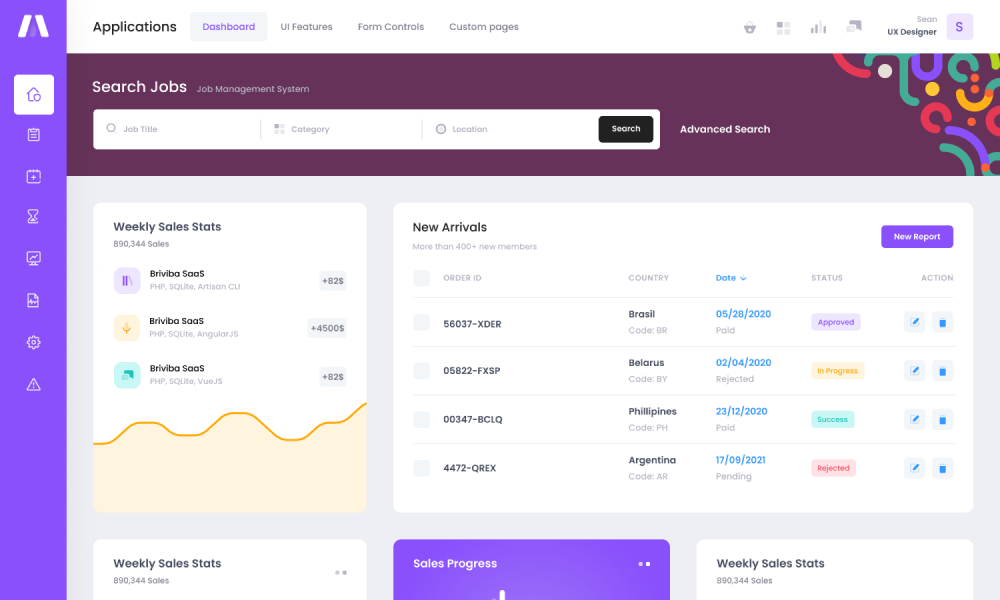 Applications
Dashboard
UI Features
Form Controls
Custom pages
Sean
UX Designer
S
Search Jobs
Job Management System
Job Title
Category
Location
Search
Advanced Search
Weekly Sales Stats
890,344 Sales
Briviba SaaS
PHP, SQLite, Artisan CLI
+82$
Briviba SaaS
PHP, SQLite, AngularJS
+4500$
Briviba SaaS
PHP, SQLite, VueJS
+82$
New Arrivals
More than 400+ new members
New Report
ORDER ID COUNTRY Date STATUS ACTION
56037-XDER Brasil 05/28/2020 Approved
Code: BR Paid
05822-FXSP Belarus 02/04/2020 In Progress
Code: BY Rejected
00347-BCLQ Phillipines 23/12/2020 Success
Code: PH Paid
4472-QREX Argentina 17/09/2021 Rejected
Code: AR Pending
Weekly Sales Stats
890,344 Sales
Sales Progress
Weekly Sales Stats
890,344 Sales